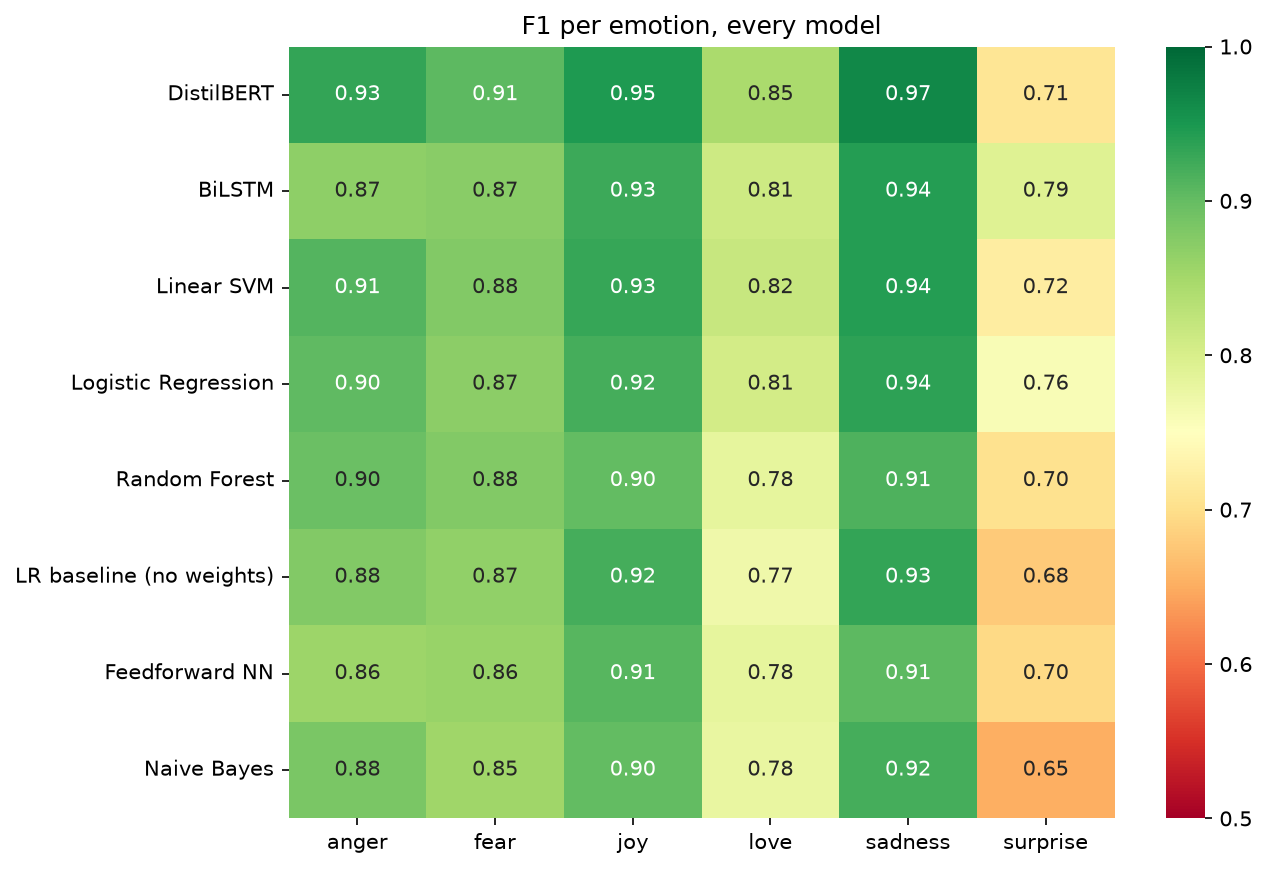 F1 per emotion, every model
DistilBERT 0.93 0.91 0.95 0.85 0.97 0.71
BiLSTM 0.87 0.87 0.93 0.81 0.94 0.79
Linear SVM 0.91 0.88 0.93 0.82 0.94 0.72
Logistic Regression 0.90 0.87 0.92 0.81 0.94 0.76
Random Forest 0.90 0.88 0.90 0.78 0.91 0.70
LR baseline (no weights) 0.88 0.87 0.92 0.77 0.93 0.68
Feedforward NN 0.86 0.86 0.91 0.78 0.91 0.70
Naive Bayes 0.88 0.85 0.90 0.78 0.92 0.65
anger fear joy love sadness surprise
1.0
0.9
0.8
0.7
0.6
0.5